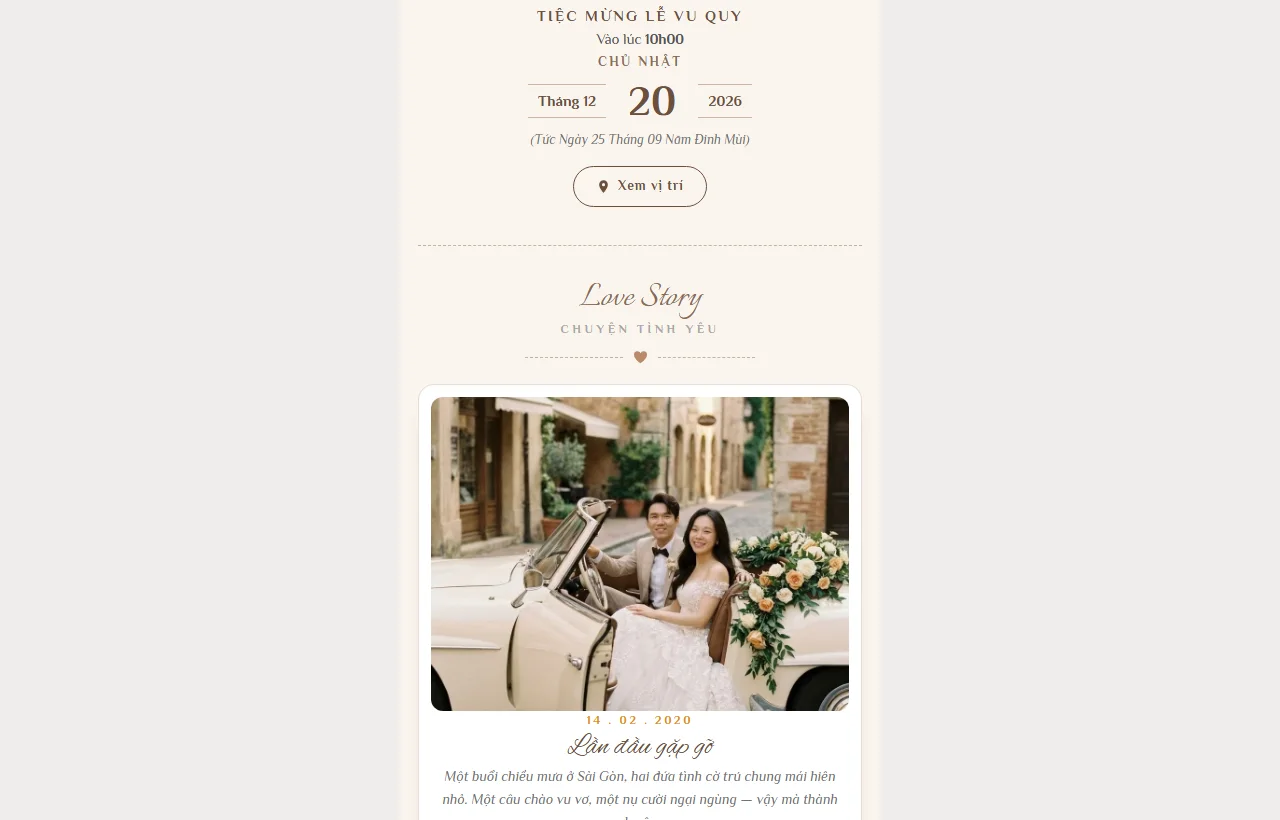 TIỆC MỪNG LỄ VU QUY
Vào lúc 10h00
CHỦ NHẬT
Tháng 12 20 2026
(Tức Ngày 25 Tháng 09 Năm Đinh Mùi)
Xem vị trí
Love Story
CHUYỆN TÌNH YÊU
14 . 02 . 2020
Lần đầu gặp gỡ
Một buổi chiều mưa ở Sài Gòn, hai đứa tình cờ trú chung mái hiên
nhỏ. Một câu chào vu vơ, một nụ cười ngại ngùng — vậy mà thành